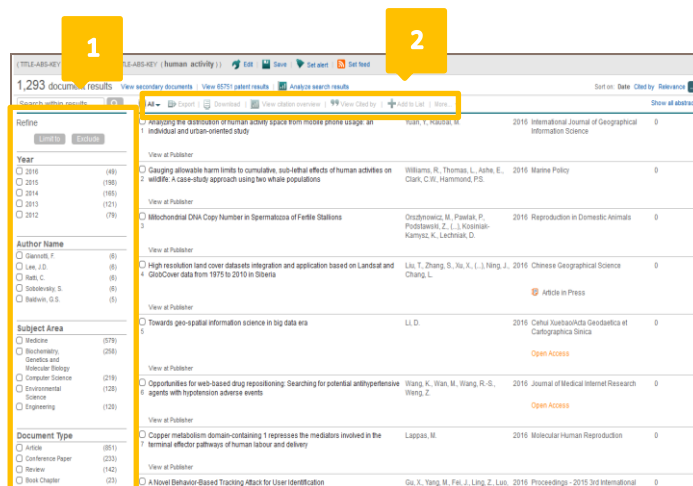 1
2
( TITLE-ABS-KEY
LE-ABS-KEY ( human activity ) ) Edit | Save | Set alert | Set feed
1,293 document results View secondary documents | View 65751 patent results | Analyze search results Sort on: Date Cited by Relevance
Search within results
All Export | Download | View citation overview | View Cited by | Add to List | More... Show all abstrac
Refine
Limit to Exclude
Year
2016 (49)
2015 (198)
2014 (165)
2013 (121)
2012 (79)
Author Name
Giannotti, F. (6)
Lee, J.D. (6)
Ratti, C. (6)
Sobolevsky, S. (6)
Baldwin, G.S. (5)
Subject Area
Medicine (579)
Biochemistry, (258)
Genetics and
Molecular Biology
Computer Science (219)
Environmental (128)
Science
Engineering (120)
Document Type
Article (851)
Conference Paper (233)
Review (142)
Book Chapter (23)
Analyzing the distribution of human activity space from mobile phone usage: an Yuan, Y., Raubal, M. 2016 International Journal of Geographical 0
1 individual and urban-oriented study Information Science
View at Publisher
Gauging allowable harm limits to cumulative, sub-lethal effects of human activities on Williams, R., Thomas, L., Ashe, E., 2016 Marine Policy 0
2 wildlife: A case-study approach using two whale populations Clark, C.W., Hammond, P.S.
View at Publisher
Mitochondrial DNA Copy Number in Spermatozoa of Fertile Stallions Orsztynowicz, M., Pawlak, P., 2016 Reproduction in Domestic Animals 0
3 Podstawski, Z., (...), Kosiniak-
Kamysz, K., Lechniak, D.
View at Publisher
High resolution land cover datasets integration and application based on Landsat and Liu, T., Zhang, S., Xu, X., (...), Ning, J., 2016 Chinese Geographical Science 0
4 GlobCover data from 1975 to 2010 in Siberia Chang, L.
Article in Press
View at Publisher
Towards geo-spatial information science in big data era Li, D. 2016 Cehui Xuebao/Acta Geodaetica et 0
5 Cartographica Sinica
Open Access
View at Publisher
Opportunities for web-based drug repositioning: Searching for potential antihypertensive Wang, K., Wan, M., Wang, R.-S., 2016 Journal of Medical Internet Research 0
6 agents with hypotension adverse events Weng, Z.
Open Access
View at Publisher
Copper metabolism domain-containing 1 represses the mediators involved in the Lappas, M. 2016 Molecular Human Reproduction 0
7 terminal effector pathways of human labour and delivery
View at Publisher
A Novel Behavior-Based Tracking Attack for User Identification Gu, X., Yang, M., Fei, J., Ling, Z., Luo, 2016 Proceedings - 2015 3rd International 0